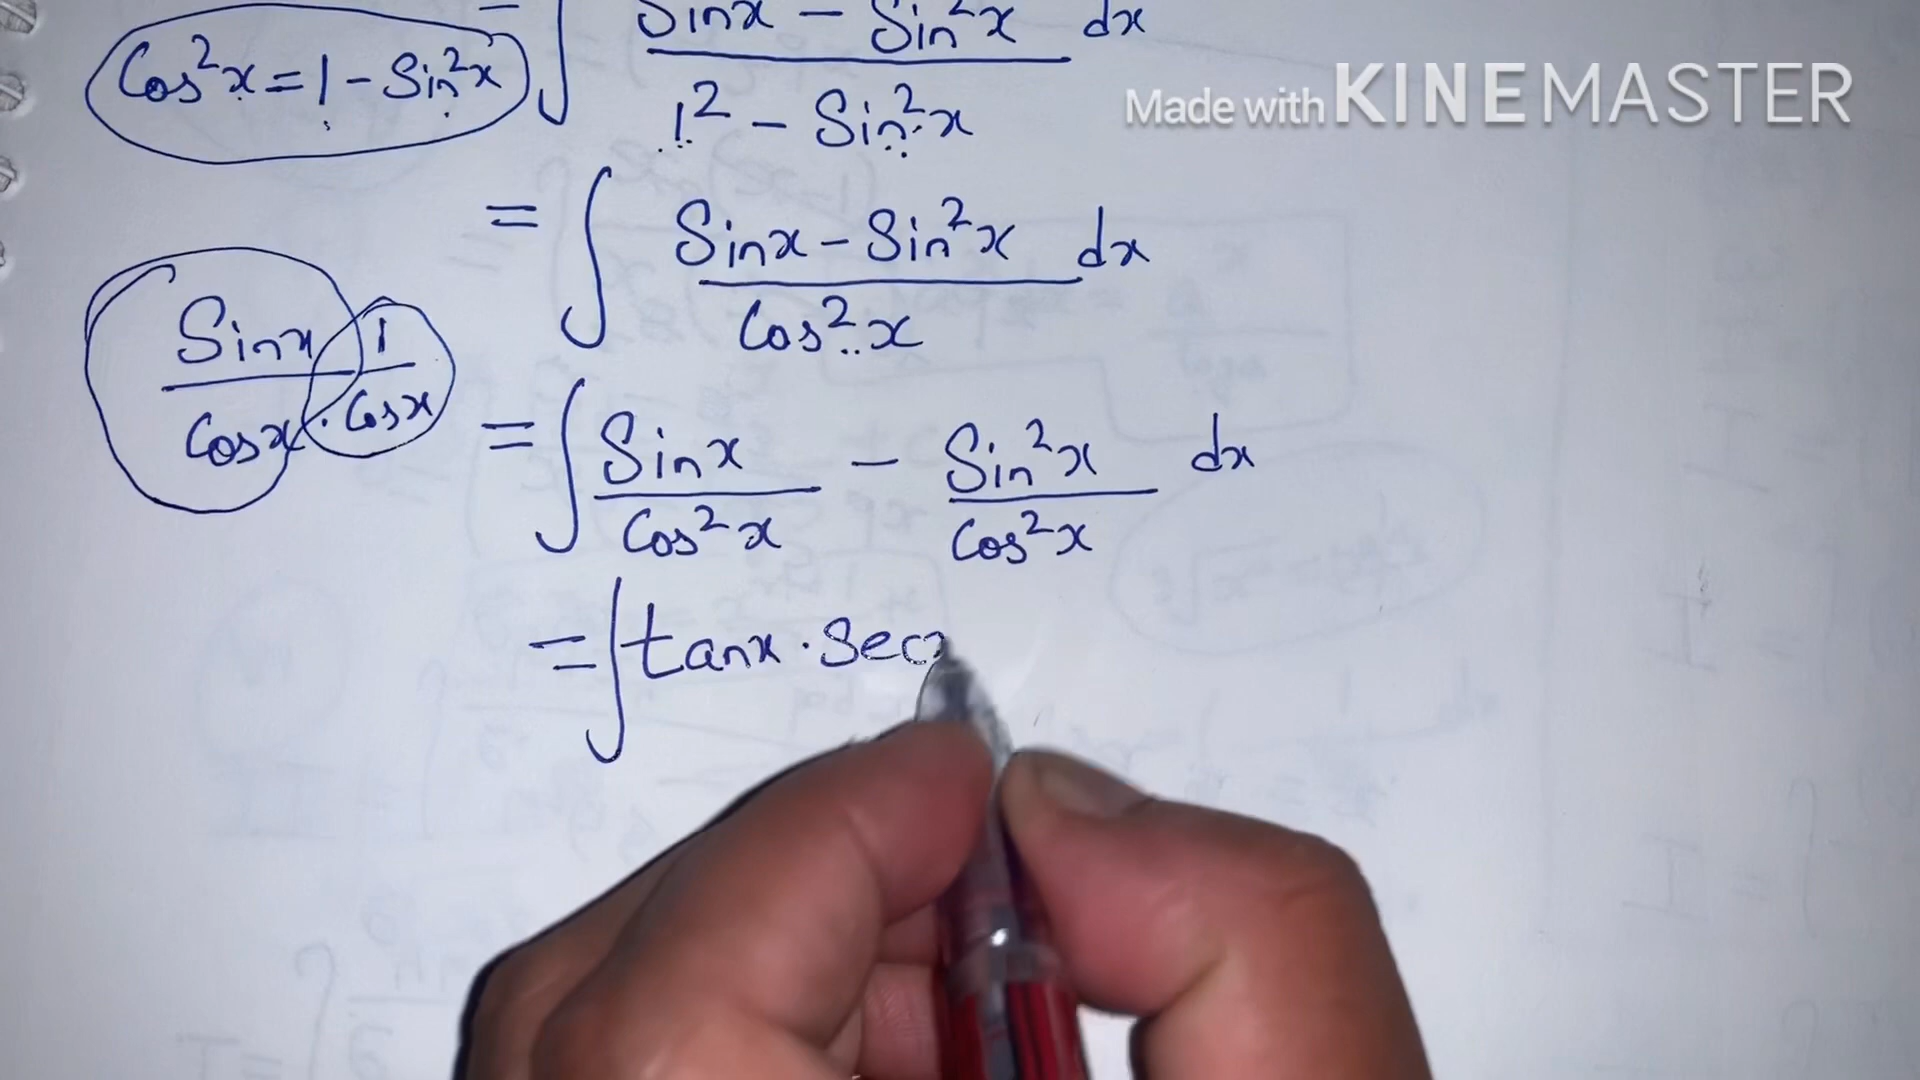 = ∫ Sinx - Sin²x / 1² - Sin²x dx
Cos²x = 1 - Sin²x
Made with KINEMASTER
= ∫ Sinx - Sin²x / Cos²x dx
Sinx / Cosx · 1 / Cosx
= ∫ Sinx / Cos²x - Sin²x / Cos²x dx
= ∫ tanx · Secx